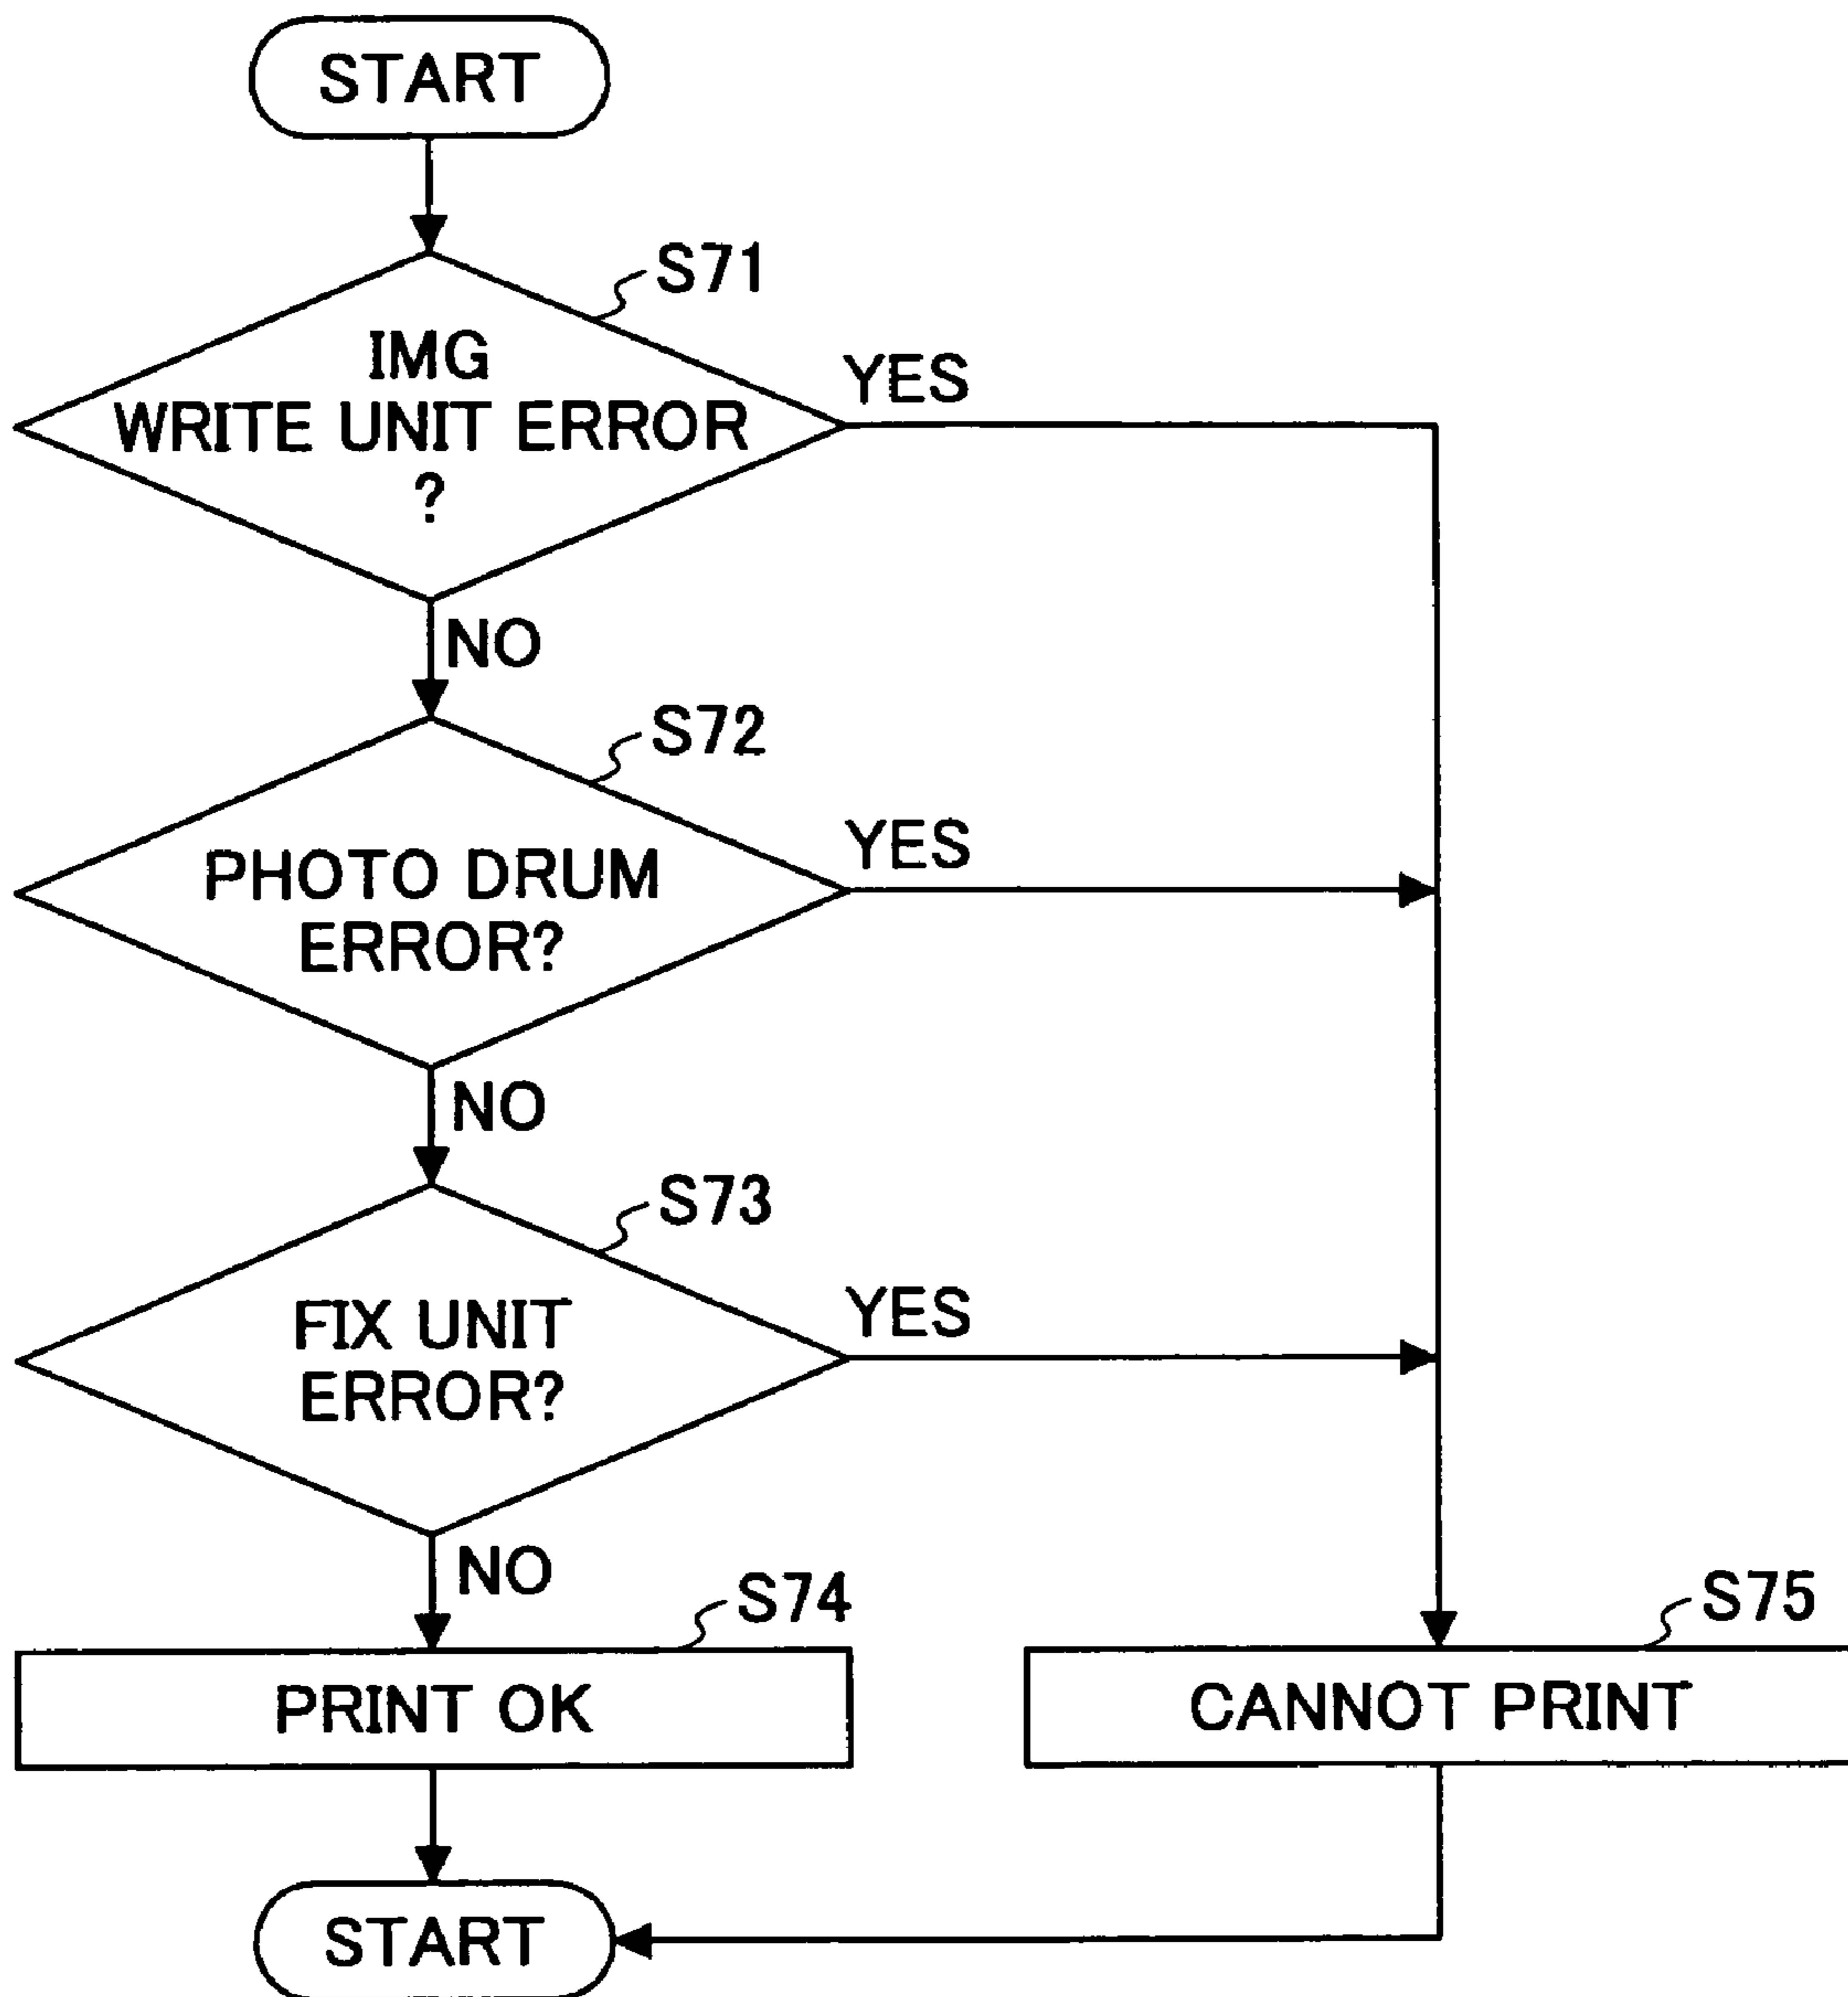 START
S71
IMG
WRITE UNIT ERROR
?
YES
NO
S72
PHOTO DRUM
ERROR?
YES
NO
S73
FIX UNIT
ERROR?
YES
NO
S74
PRINT OK
S75
CANNOT PRINT
START